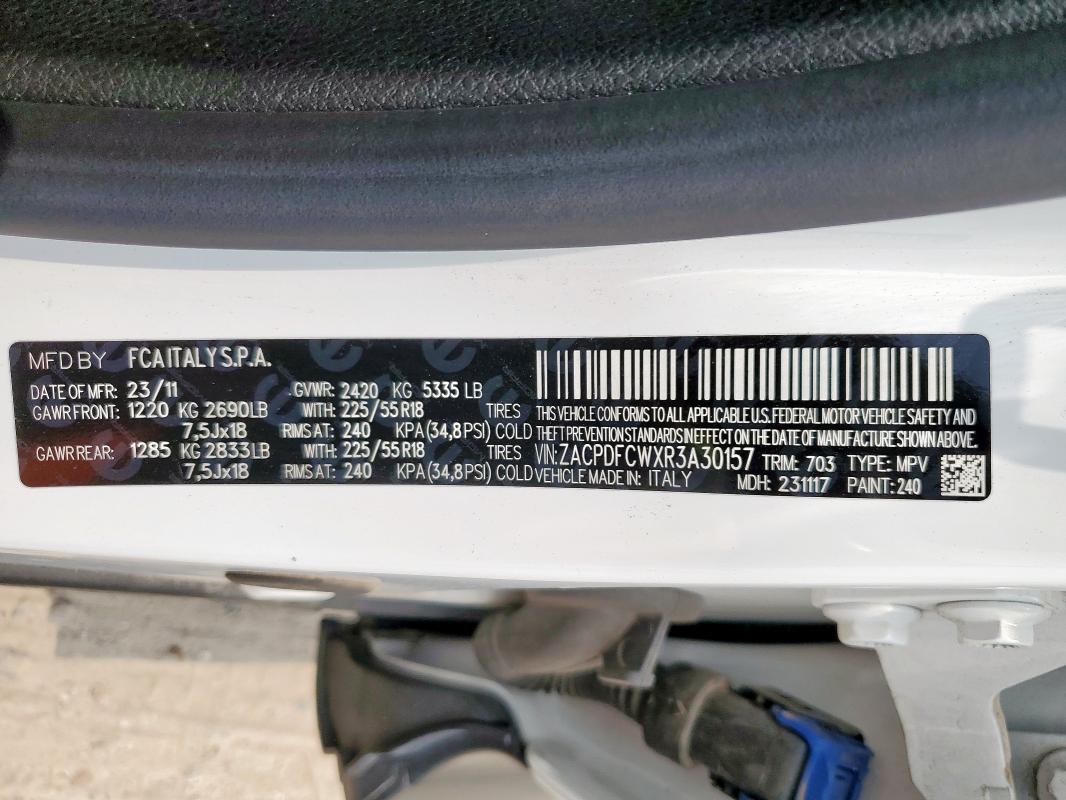 MFD BY FCA ITALY S.P.A.
DATE OF MFR: 23/11 GVWR: 2420 KG 5335 LB
GAWR FRONT: 1220 KG 2690LB WITH: 225/55 R18 TIRES
7,5Jx18 RIMS AT: 240 KPA (34,8PSI) COLD
GAWR REAR: 1285 KG 2833LB WITH: 225/55R18 TIRES
7,5Jx18 RIMS AT: 240 KPA (34,8 PSI) COLD
THIS VEHICLE CONFORMS TO ALL APPLICABLE U.S. FEDERAL MOTOR VEHICLE SAFETY AND
THEFT PREVENTION STANDARDS IN EFFECT ON THE DATE OF MANUFACTURE SHOWN ABOVE.
VIN: ZACPDFCWXR3A30157 TRIM: 703 TYPE: MPV
VEHICLE MADE IN: ITALY MDH: 231117 PAINT: 240